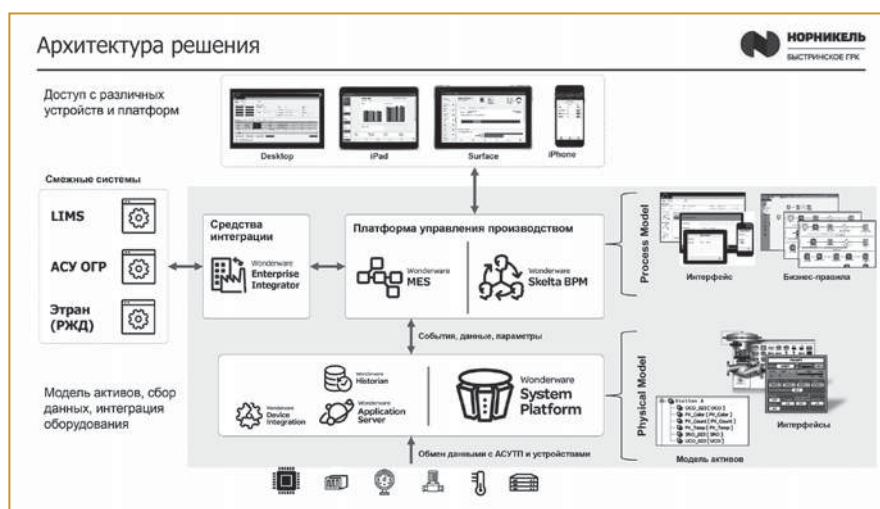 Архитектура решения
НОРНИКЕЛЬ
БЫСТРИНСКОЕ ГРК
Доступ с различных
устройств и платформ
Desktop
iPad
Surface
iPhone
Смежные системы
LIMS
АСУ ОГР
Этран
(РЖД)
Средства
интеграции
Wonderware
Enterprise
Integrator
Платформа управления производством
Wonderware
MES
Wonderware
Skelta BPM
Process Model
Интерфейс
Бизнес-правила
События, данные, параметры
Модель активов, сбор
данных, интеграция
оборудования
Wonderware
Historian
Wonderware
Device
Integration
Wonderware
Application
Server
Wonderware
System
Platform
Physical Model
Модель активов
Интерфейсы
Обмен данными с АСУТП и устройствами